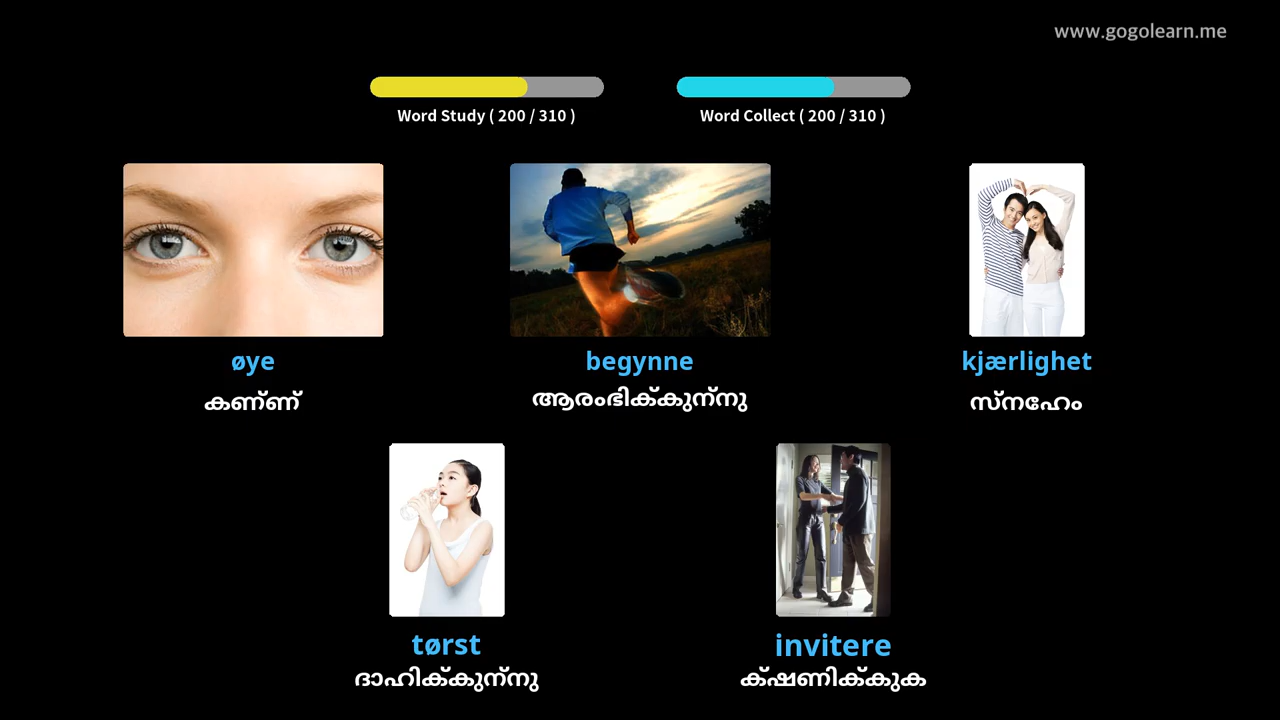 www.gogolearn.me
Word Study ( 200 / 310 )
Word Collect ( 200 / 310 )
øye
കണ്ണ്
begynne
ആരംഭിക്കുന്നു
kjærlighet
സ്നഹേം
tørst
ദാഹിക്കുന്നു
invitere
ക്ഷണിക്കുക